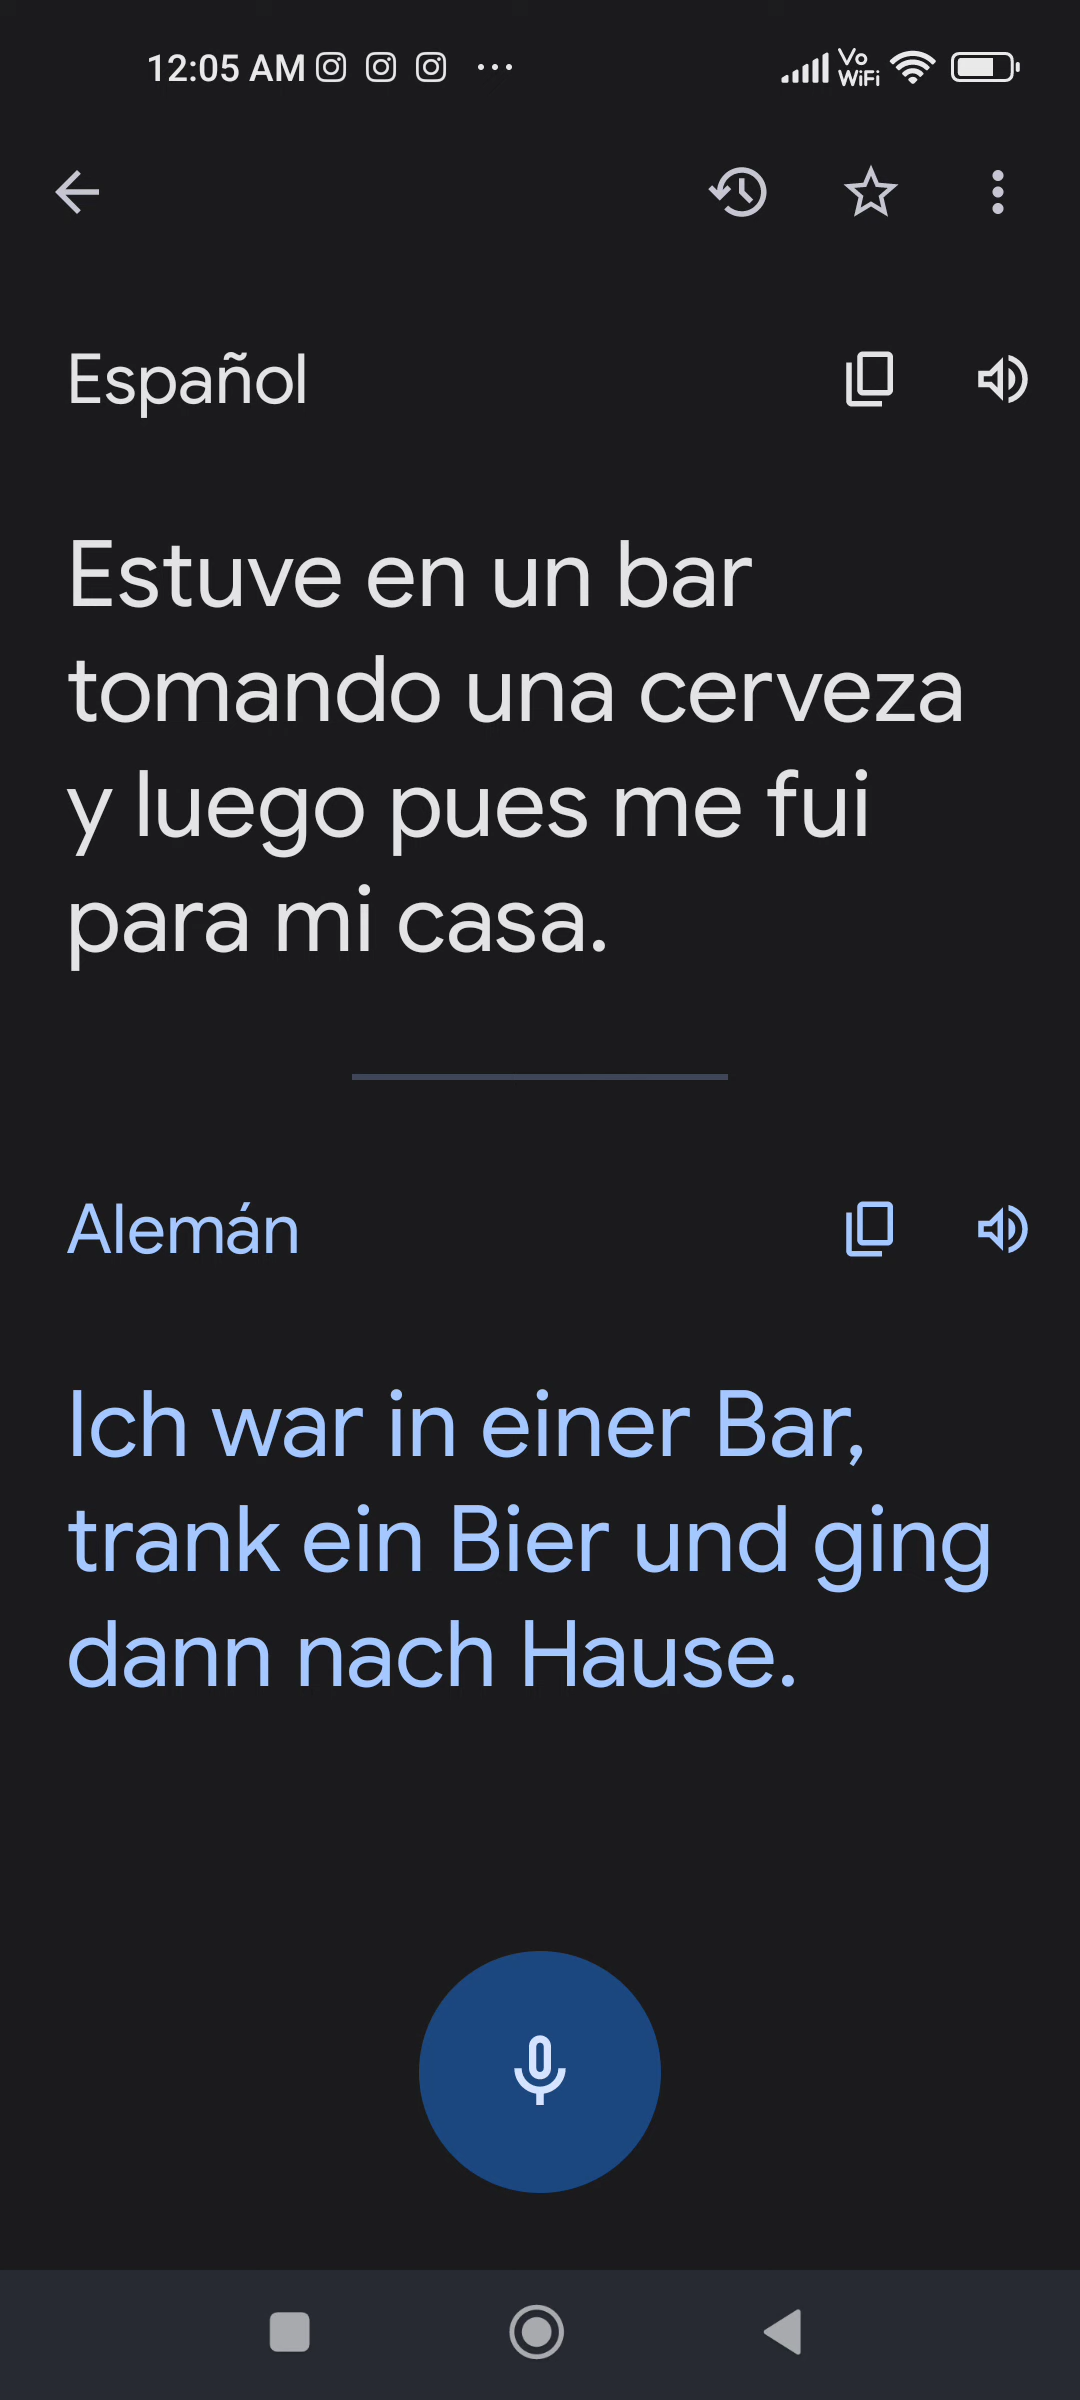 12:05 AM
Vo
WiFi
Español
Estuve en un bar
tomando una cerveza
y luego pues me fui
para mi casa.
Alemán
Ich war in einer Bar,
trank ein Bier und ging
dann nach Hause.